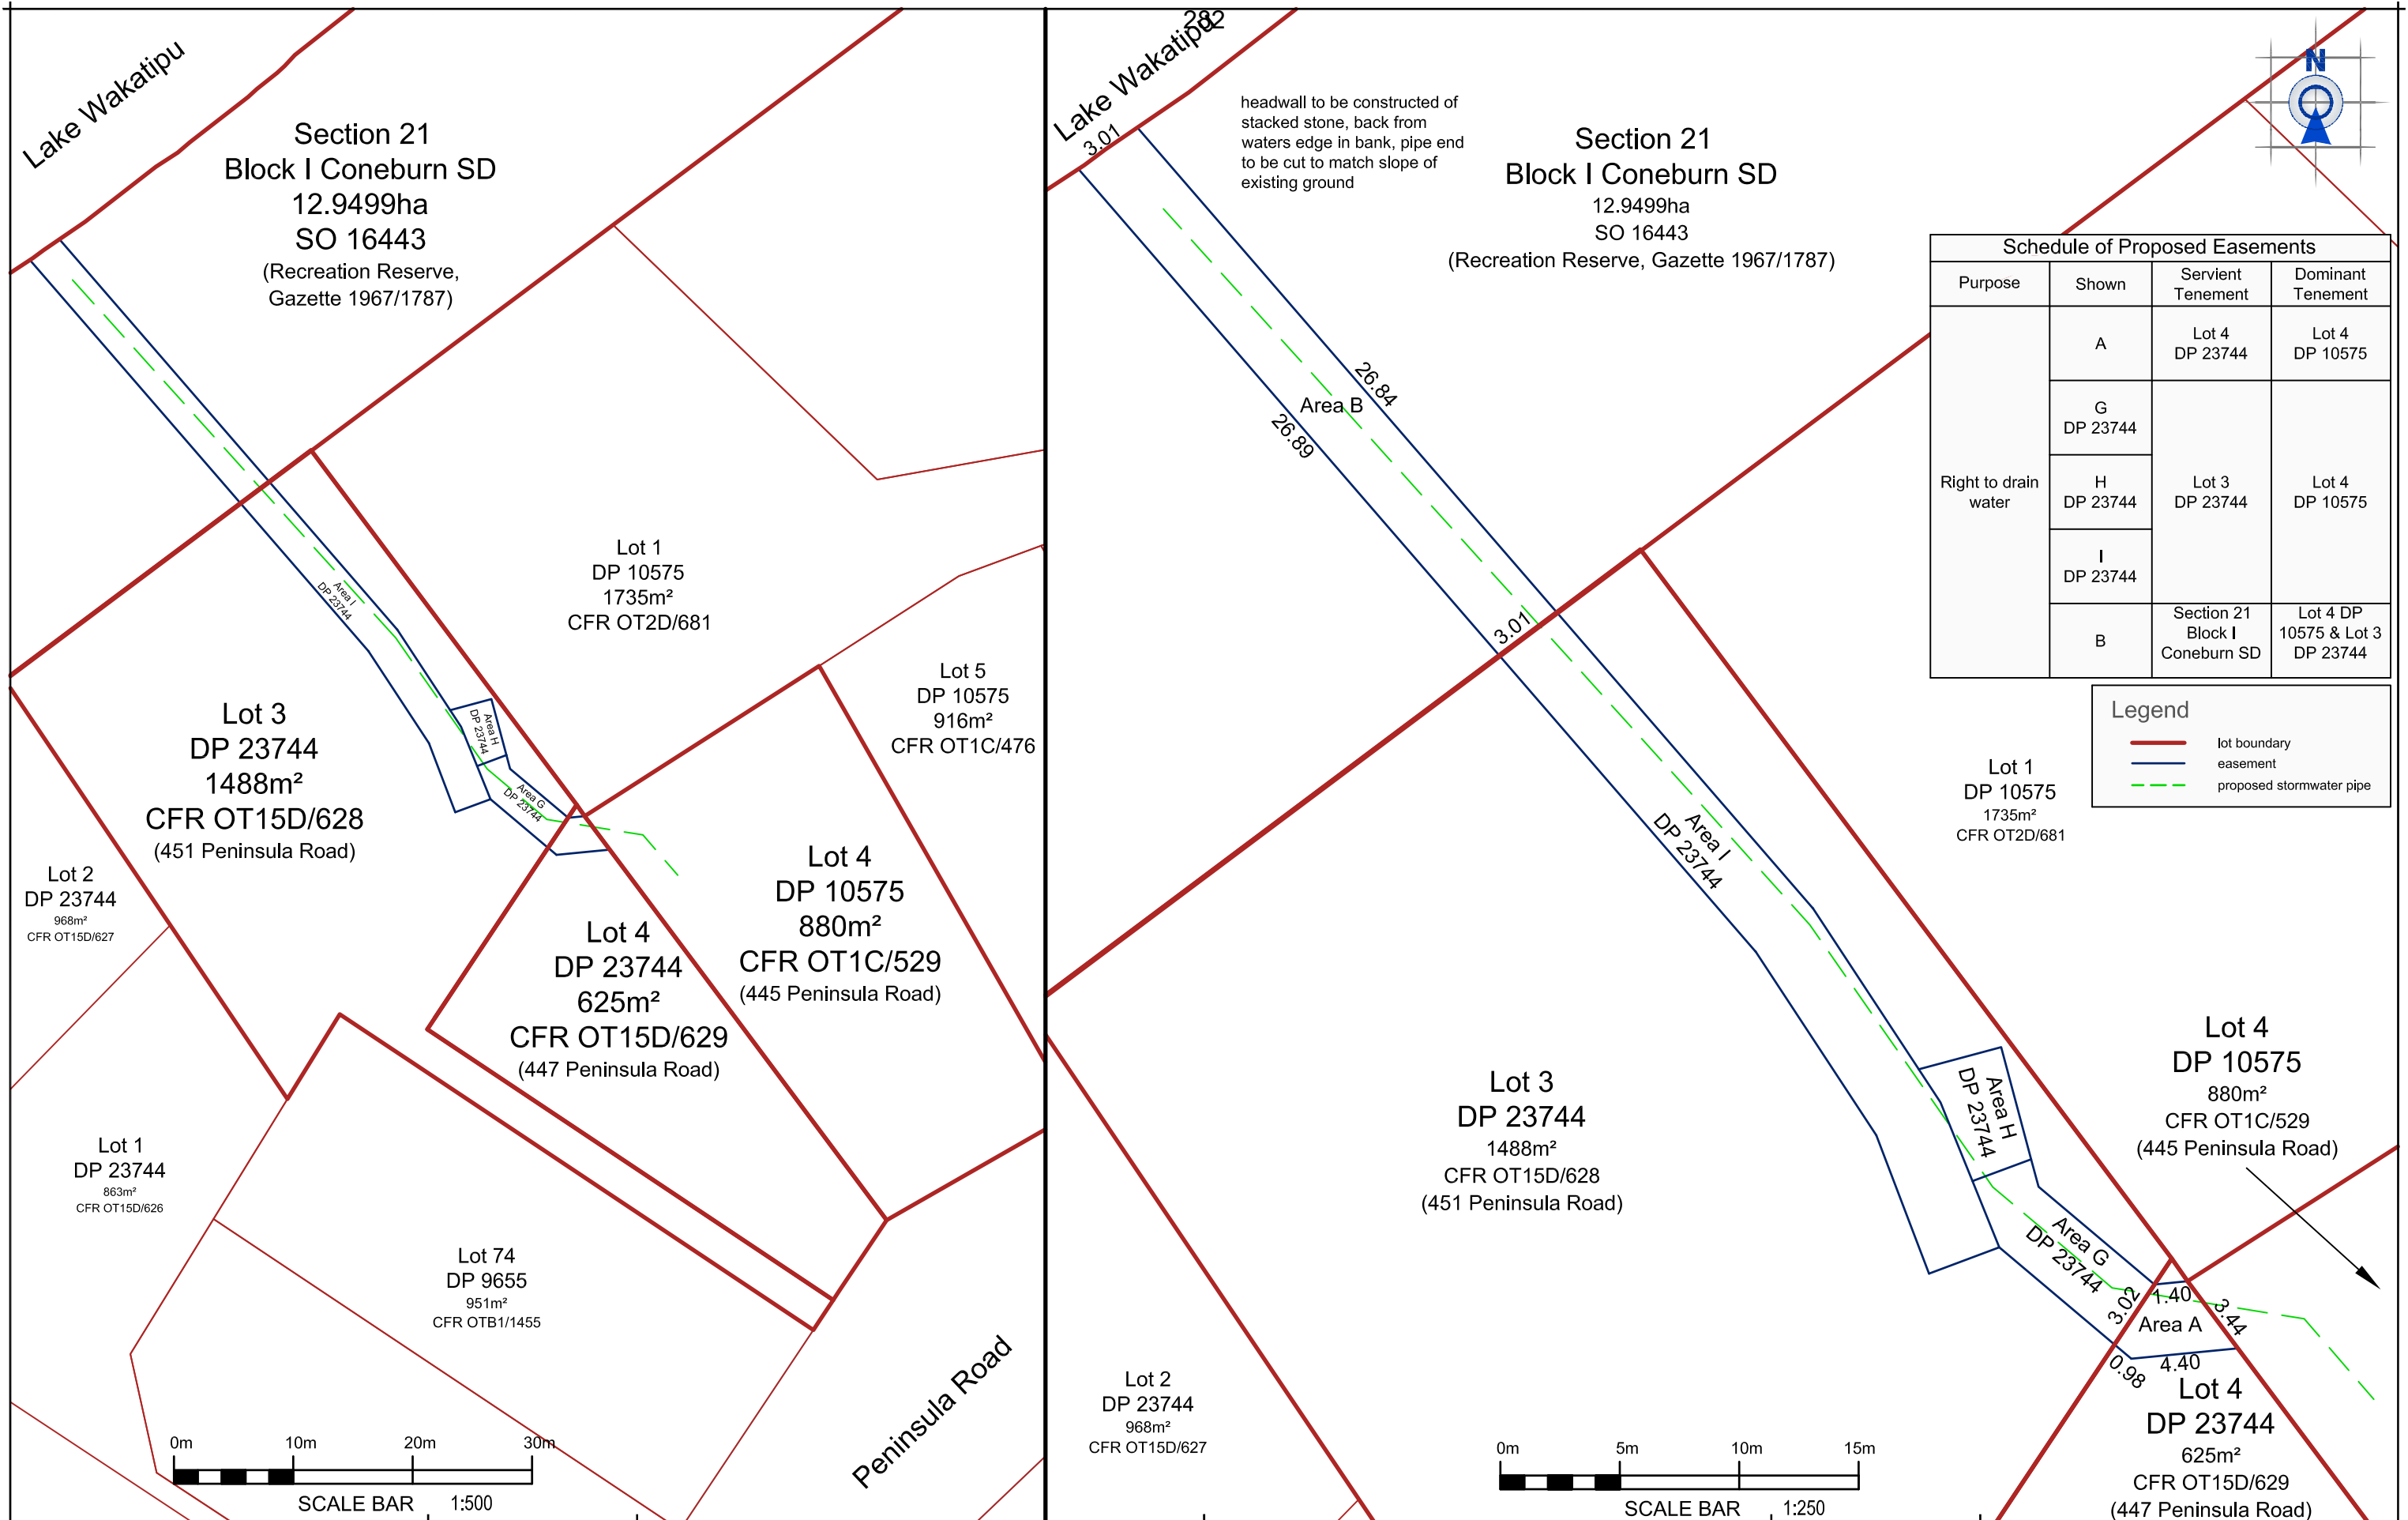 Lake Wakatipu
Section 21
Block I Coneburn SD
12.9499ha
SO 16443
(Recreation Reserve,
Gazette 1967/1787)
Area I
DP 23744
Lot 1
DP 10575
1735m²
CFR OT2D/681
Lot 5
DP 10575
916m²
CFR OT1C/476
Area H
DP 23744
Area G
DP 23744
Lot 3
DP 23744
1488m²
CFR OT15D/628
(451 Peninsula Road)
Lot 2
DP 23744
968m²
CFR OT15D/627
Lot 4
DP 10575
880m²
CFR OT1C/529
(445 Peninsula Road)
Lot 4
DP 23744
625m²
CFR OT15D/629
(447 Peninsula Road)
Lot 1
DP 23744
863m²
CFR OT15D/626
Lot 74
DP 9655
951m²
CFR OTB1/1455
Peninsula Road
0m 10m 20m 30m
SCALE BAR 1:500
282
Lake Wakatipu
3.01
headwall to be constructed of
stacked stone, back from
waters edge in bank, pipe end
to be cut to match slope of
existing ground
Section 21
Block I Coneburn SD
12.9499ha
SO 16443
(Recreation Reserve, Gazette 1967/1787)
N
Schedule of Proposed Easements
Purpose Shown Servient Tenement Dominant Tenement
Right to drain water
A Lot 4 DP 23744 Lot 4 DP 10575
G DP 23744
H DP 23744 Lot 3 DP 23744 Lot 4 DP 10575
I DP 23744
B Section 21 Block I Coneburn SD Lot 4 DP 10575 & Lot 3 DP 23744
Legend
lot boundary
easement
proposed stormwater pipe
26.84
Area B
26.89
3.01
Area I
DP 23744
Lot 1
DP 10575
1735m²
CFR OT2D/681
Lot 4
DP 10575
880m²
CFR OT1C/529
(445 Peninsula Road)
Area H
DP 23744
Lot 3
DP 23744
1488m²
CFR OT15D/628
(451 Peninsula Road)
Area G
DP 23744
3.02
1.40
3.44
Area A
0.98
4.40
Lot 4
DP 23744
625m²
CFR OT15D/629
(447 Peninsula Road)
Lot 2
DP 23744
968m²
CFR OT15D/627
0m 5m 10m 15m
SCALE BAR 1:250